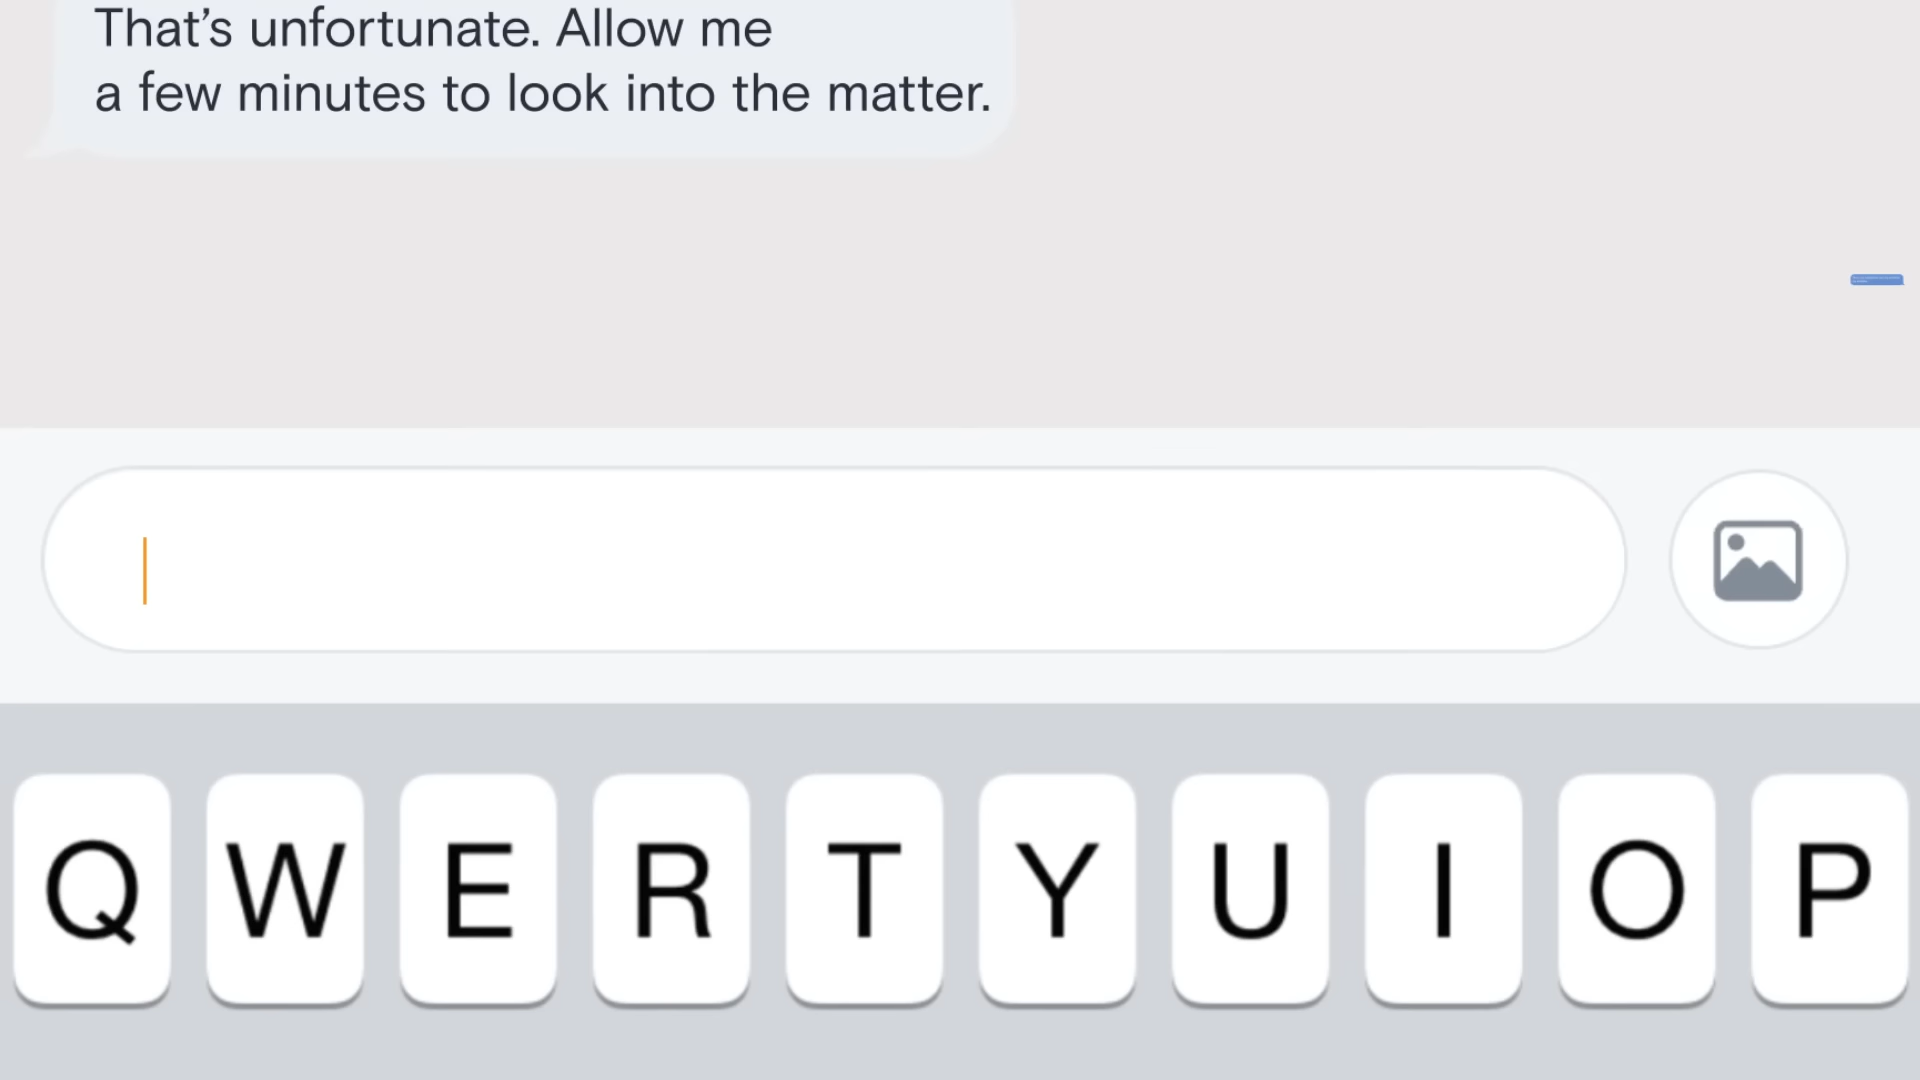 That’s unfortunate. Allow me
a few minutes to look into the matter.
Q W E R T Y U I O P